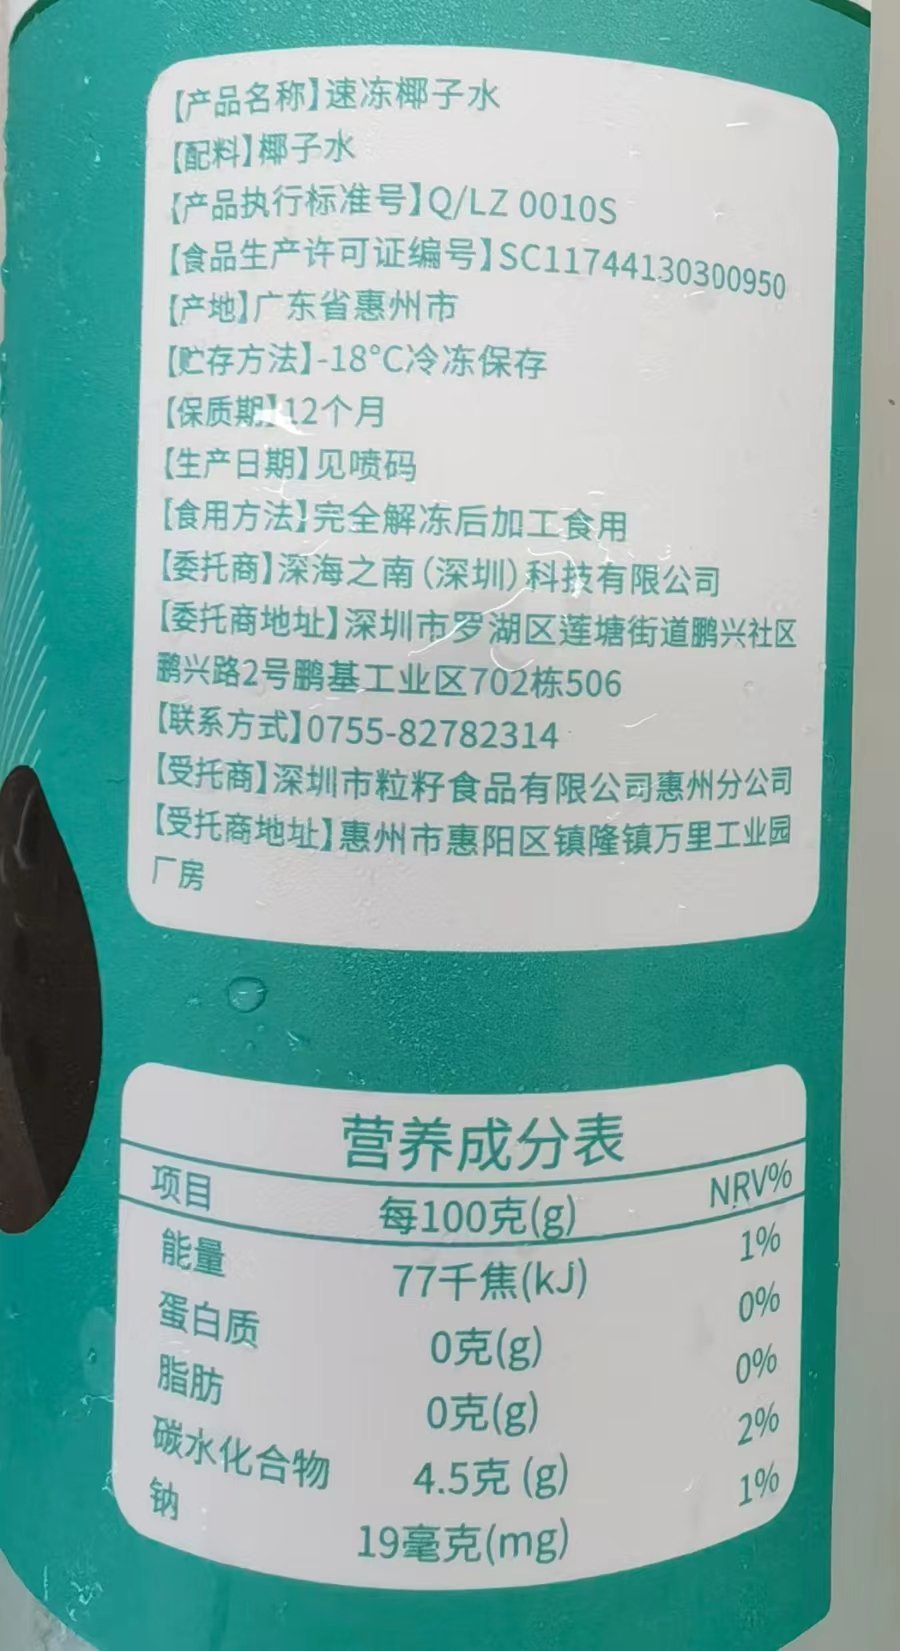 【产品名称】速冻椰子水
【配料】椰子水
【产品执行标准号】Q/LZ 0010S
【食品生产许可证编号】SC11744130300950
【产地】广东省惠州市
【贮存方法】-18°C冷冻保存
【保质期】12个月
【生产日期】见喷码
【食用方法】完全解冻后加工食用
【委托商】深海之南(深圳)科技有限公司
【委托商地址】深圳市罗湖区莲塘街道鹏兴社区
鹏兴路2号鹏基工业区702栋506
【联系方式】0755-82782314
【受托商】深圳市粒籽食品有限公司惠州分公司
【受托商地址】惠州市惠阳区镇隆镇万里工业园
厂房
营养成分表
项目 每100克(g) NRV%
能量 77千焦(kJ) 1%
蛋白质 0克(g) 0%
脂肪 0克(g) 0%
碳水化合物 4.5克 (g) 2%
钠 19毫克(mg) 1%